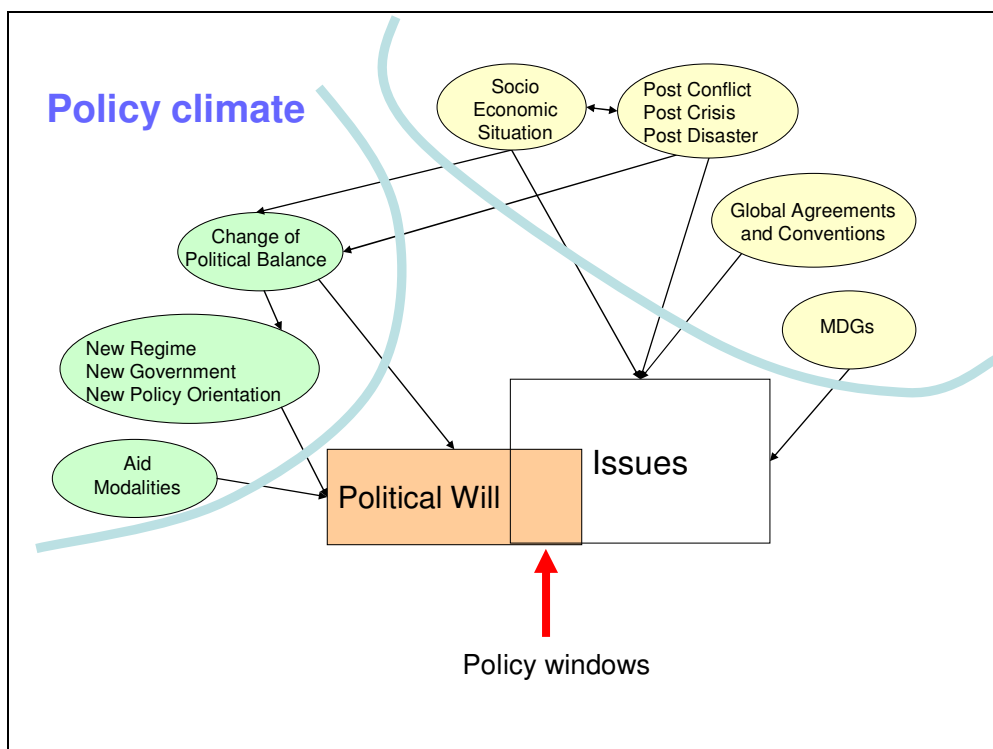 Policy climate
Socio
Economic
Situation
Post Conflict
Post Crisis
Post Disaster
Global Agreements
and Conventions
Change of
Political Balance
MDGs
New Regime
New Government
New Policy Orientation
Aid
Modalities
Political Will
Issues
Policy windows